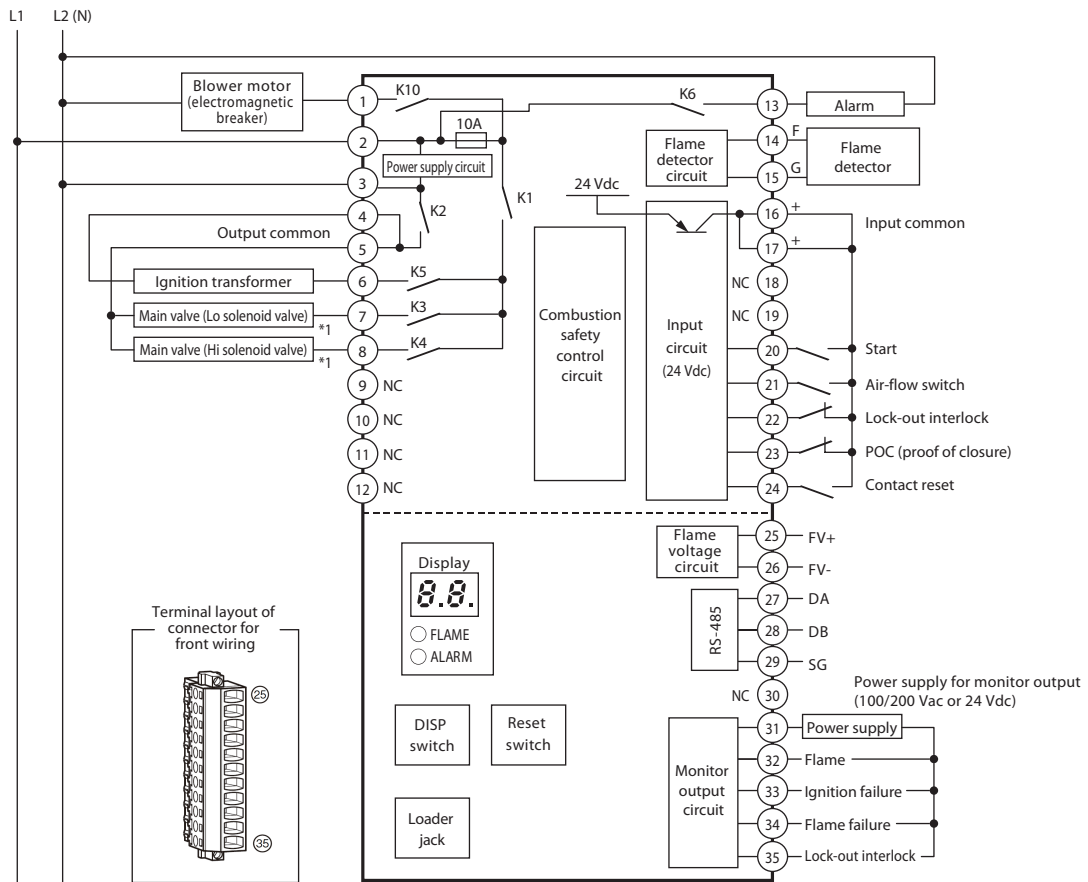 L1
L2 (N)
Blower motor
(electromagnetic
breaker)
1
K10
K6
13
Alarm
2
10A
14
F
Flame
detector
circuit
Flame
detector
15
G
Power supply circuit
3
24 Vdc
K2
K1
4
16
+
Input common
Output common
5
17
+
Ignition transformer
6
K5
NC
18
Main valve (Lo solenoid valve)
*1
7
K3
NC
19
Main valve (Hi solenoid valve)
*1
8
K4
Combustion
safety
control
circuit
Input
circuit
(24 Vdc)
20
Start
9
NC
21
Air-flow switch
10
NC
22
Lock-out interlock
11
NC
23
POC (proof of closure)
12
NC
24
Contact reset
Flame
voltage
circuit
25
FV+
26
FV-
Display
8.8.
FLAME
ALARM
RS-485
27
DA
28
DB
29
SG
Terminal layout of
connector for
front wiring
25
35
NC
30
Power supply for monitor output
(100/200 Vac or 24 Vdc)
DISP
switch
Reset
switch
Loader
jack
Monitor
output
circuit
31
Power supply
32
Flame
33
Ignition failure
34
Flame failure
35
Lock-out interlock